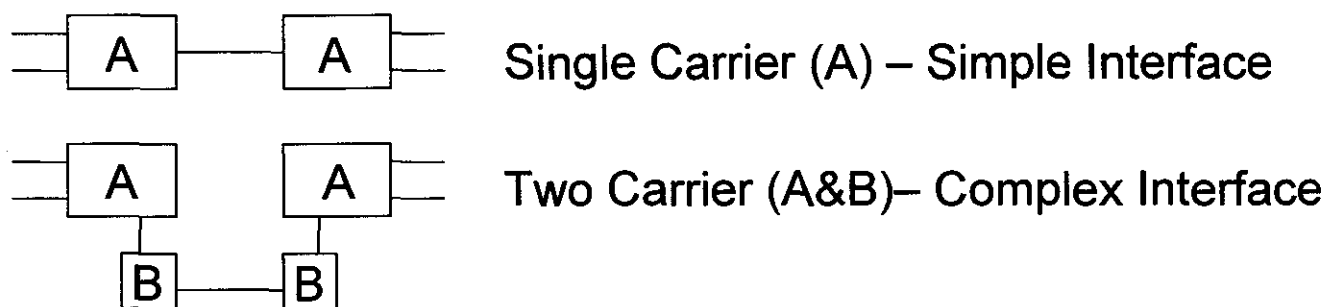 A A Single Carrier (A) – Simple Interface
A A Two Carrier (A&B)– Complex Interface
B B